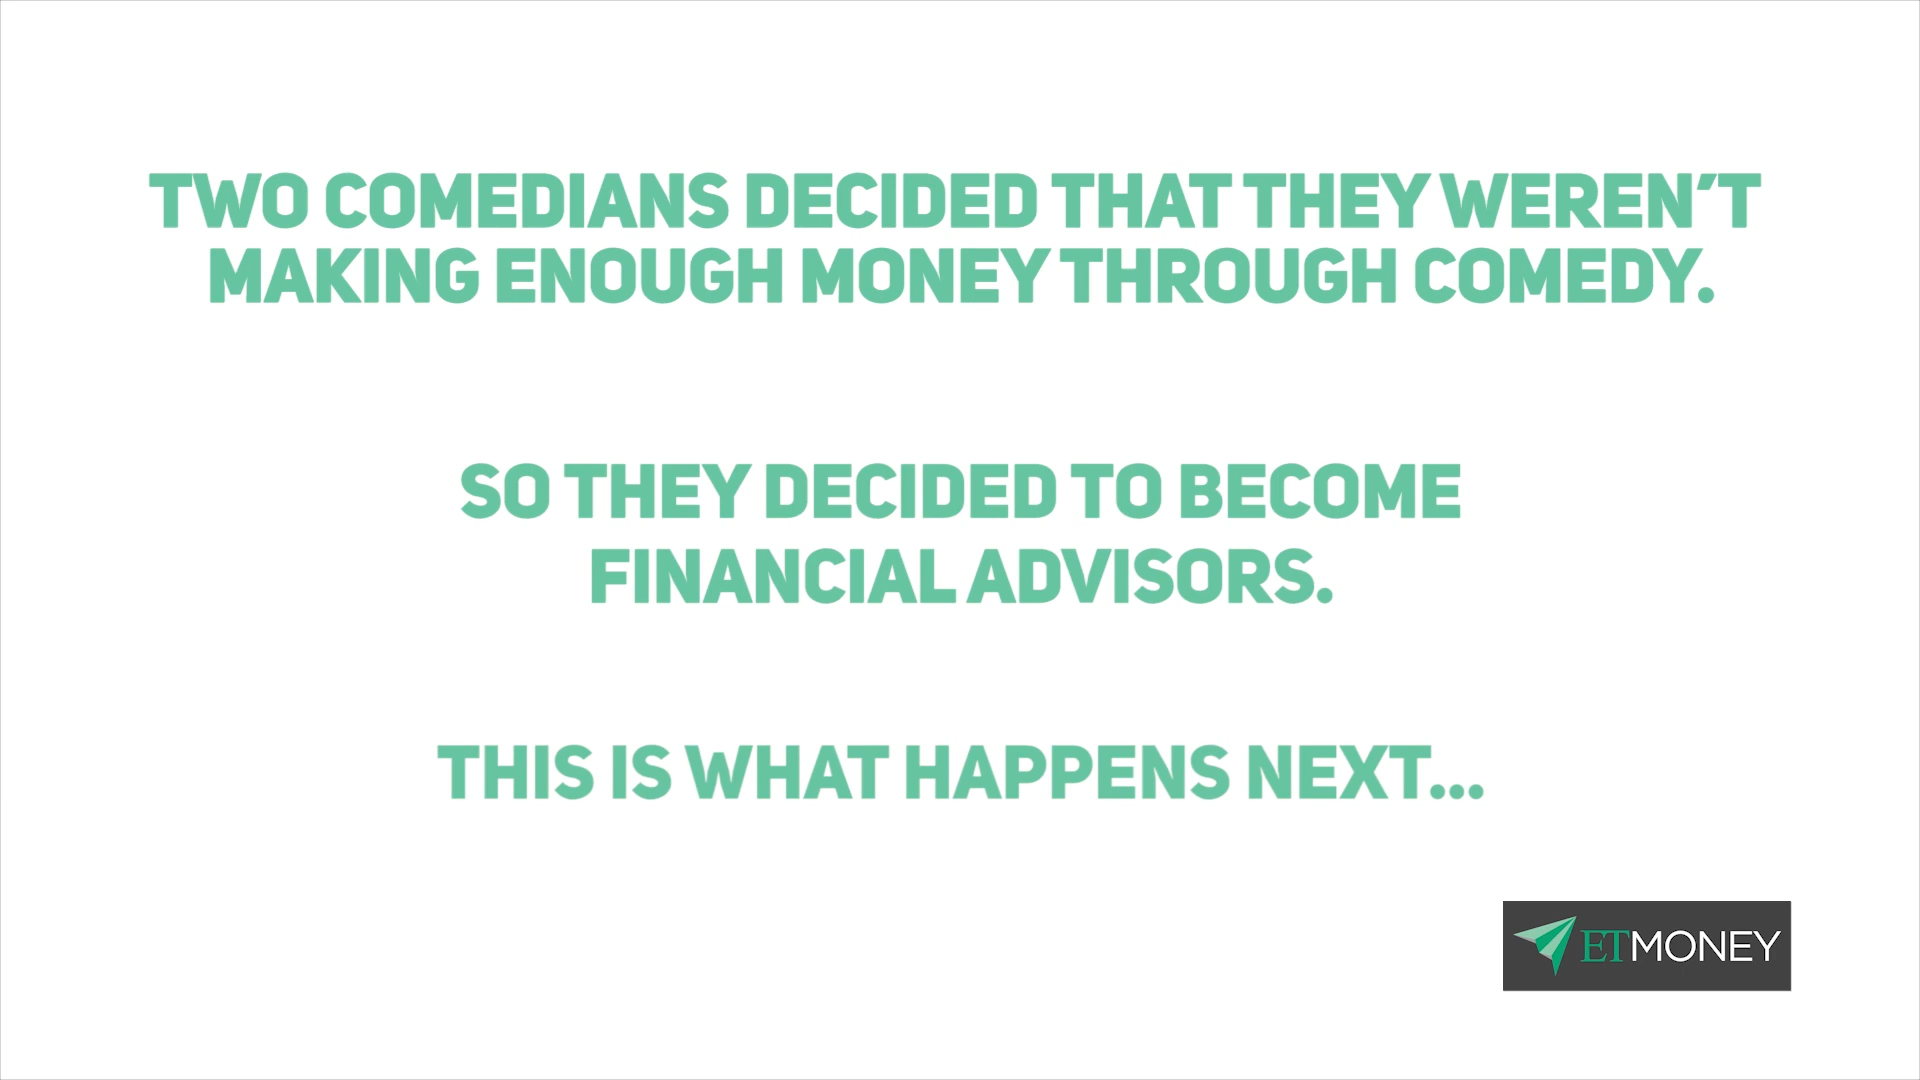 TWO COMEDIANS DECIDED THAT THEY WEREN'T
MAKING ENOUGH MONEY THROUGH COMEDY.
SO THEY DECIDED TO BECOME
FINANCIAL ADVISORS.
THIS IS WHAT HAPPENS NEXT...
ETMONEY